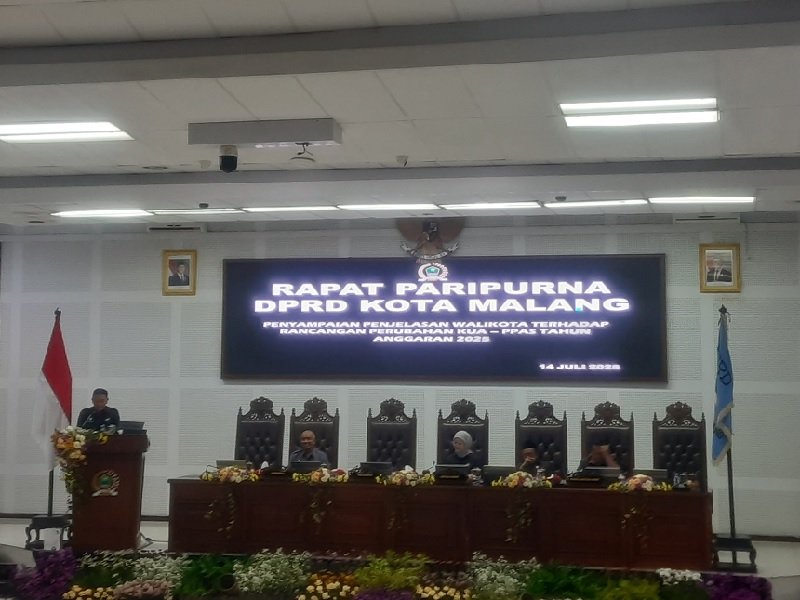 RAPAT PARIPURNA
DPRD KOTA MALANG
PENYAMPAIAN PENJELASAN WALIKOTA TERHADAP
RANCANGAN PERUBAHAN KUA – PPAS TAHUN
ANGGARAN 2025
14 JULI 2025